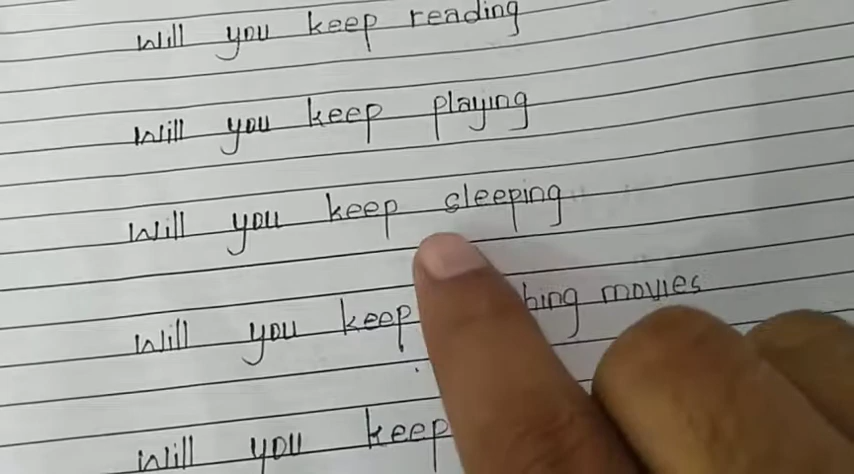 Will you keep reading
Will you keep playing
Will you keep sleeping
Will you keep movies
Will you keep